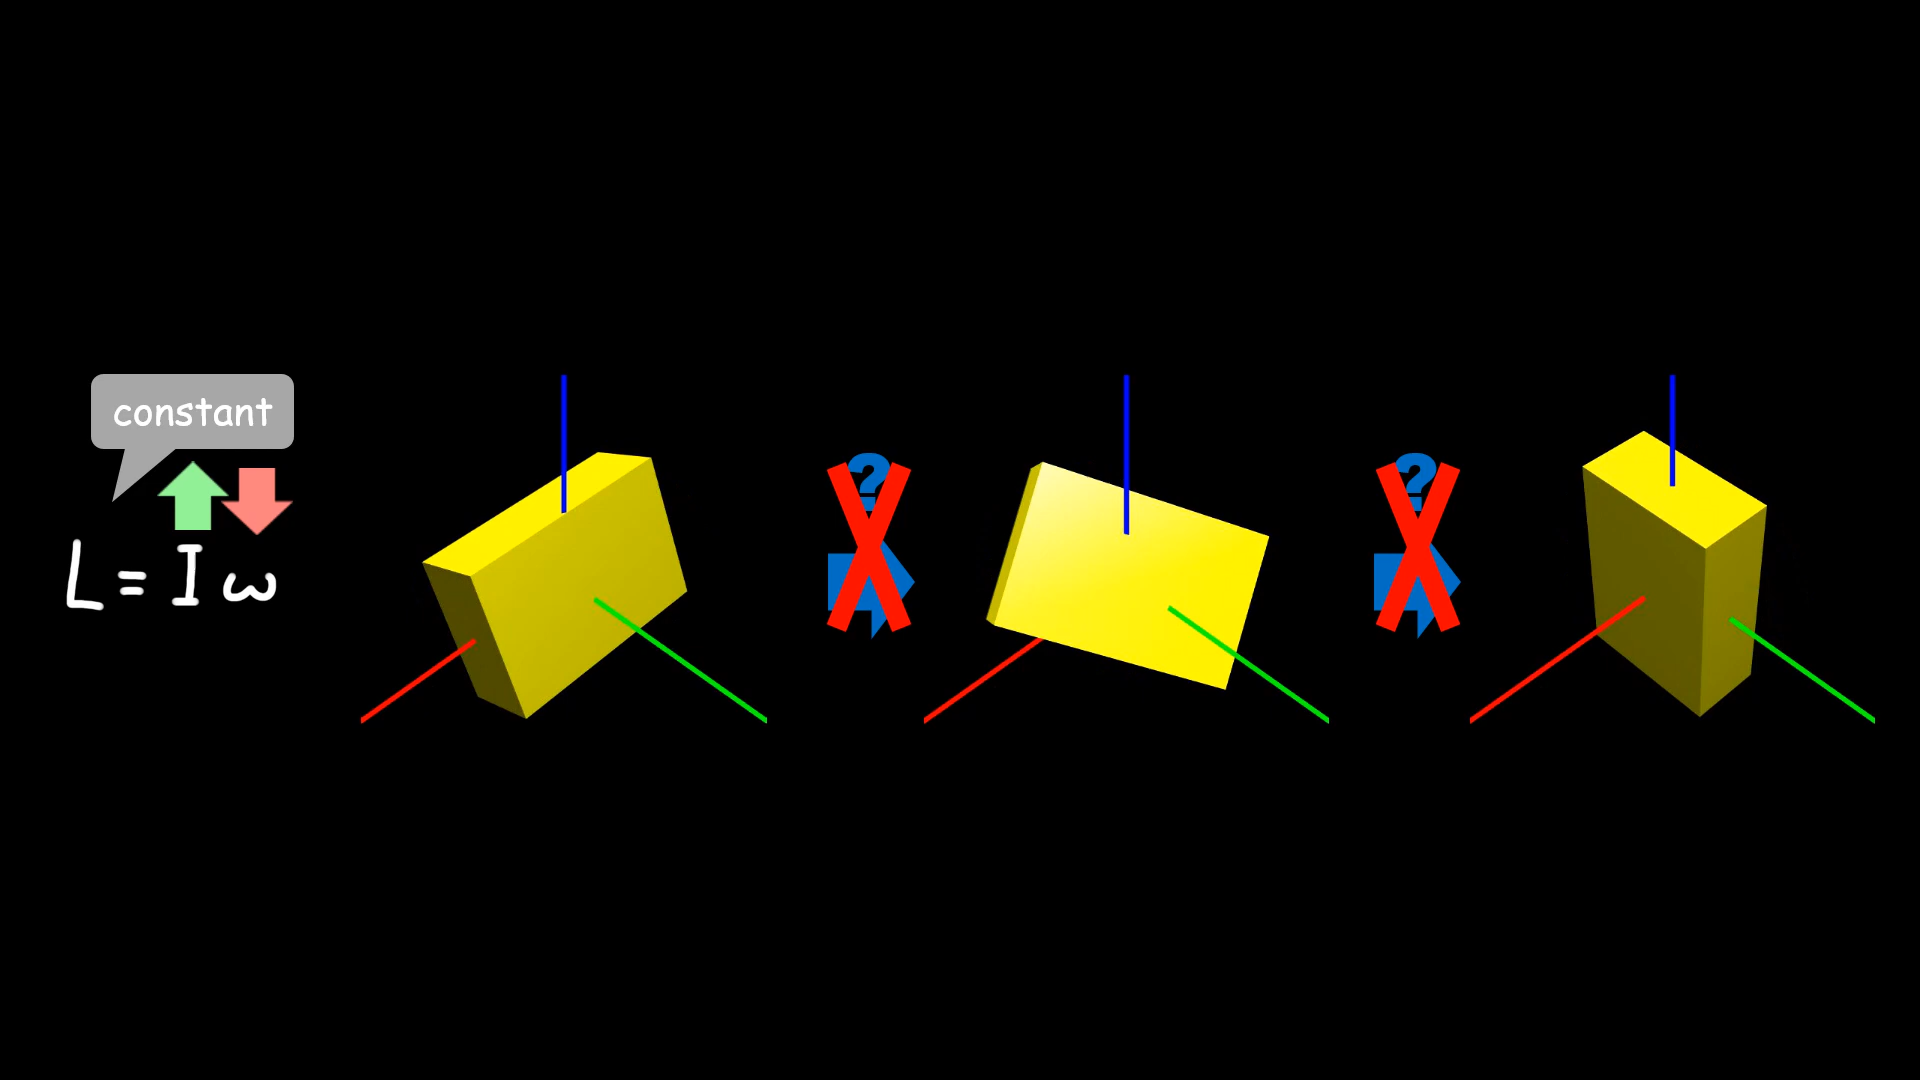 constant
L = I ω
?
?